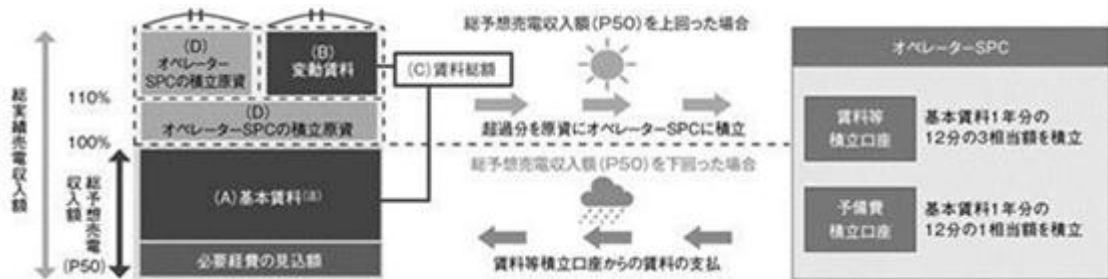 総実績売電収入額
110%
100%
総予想売電収入額
(P50)
(D)
オペレーター
SPCの積立原資
(B)
変動賃料
(C)賃料総額
(D)
オペレーターSPCの積立原資
(A)基本賃料(注)
必要経費の見込額
総予想売電収入額(P50)を上回った場合
超過分を原資にオペレーターSPCに積立
総予想売電収入額(P50)を下回った場合
賃料等積立口座からの賃料の支払
オペレーターSPC
賃料等
積立口座
基本賃料1年分の
12分の3相当額を積立
予備費
積立口座
基本賃料1年分の
12分の1相当額を積立